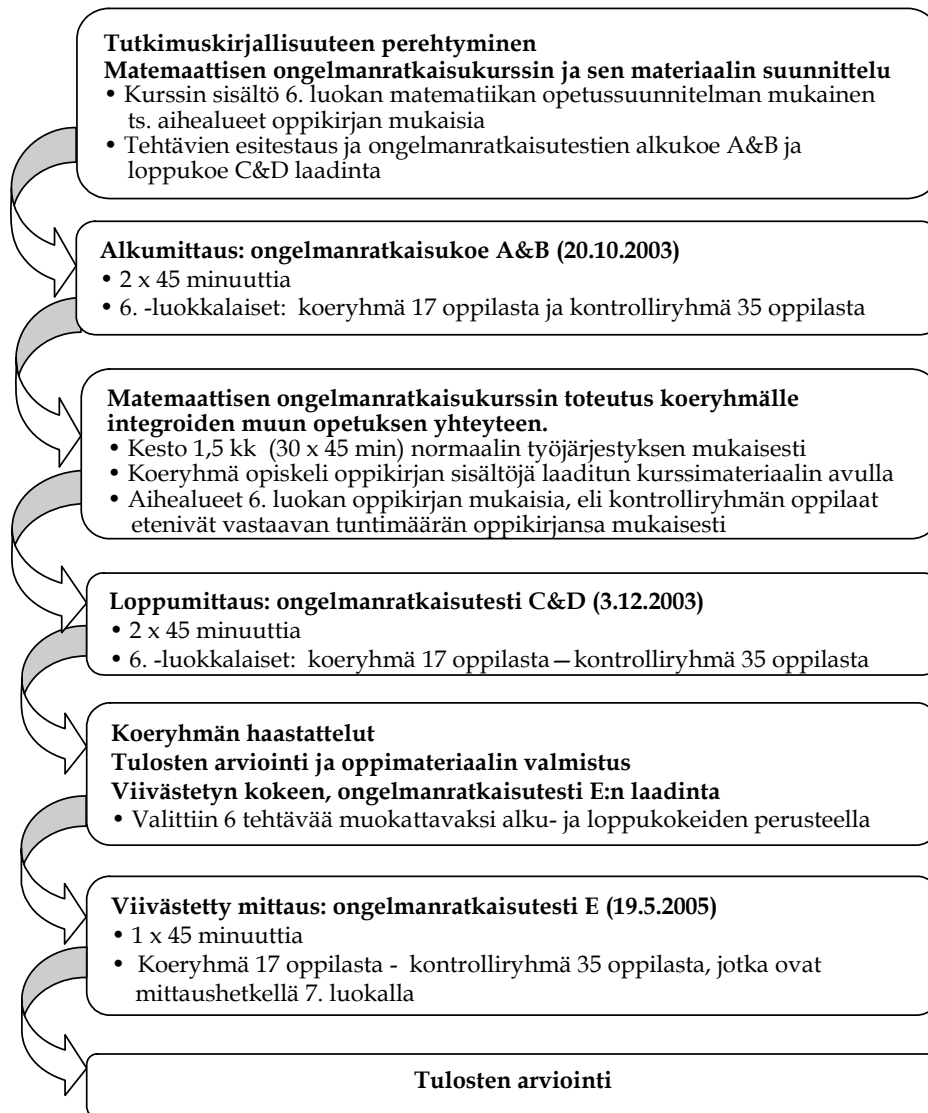 Tutkimuskirjallisuuteen perehtyminen
Matemaattisen ongelmanratkaisukurssin ja sen materiaalin suunnittelu
• Kurssin sisältö 6. luokan matematiikan opetussuunnitelman mukainen
ts. aihealueet oppikirjan mukaisia
• Tehtävien esitestaus ja ongelmanratkaisutestien alkukoe A&B ja
loppukoe C&D laadinta
Alkumittaus: ongelmanratkaisukoe A&B (20.10.2003)
• 2 x 45 minuuttia
• 6. -luokkalaiset: koeryhmä 17 oppilasta ja kontrolliryhmä 35 oppilasta
Matemaattisen ongelmanratkaisukurssin toteutus koeryhmälle
integroiden muun opetuksen yhteyteen.
• Kesto 1,5 kk (30 x 45 min) normaalin työjärjestyksen mukaisesti
• Koeryhmä opiskeli oppikirjan sisältöjä laaditun kurssimateriaalin avulla
• Aihealueet 6. luokan oppikirjan mukaisia, eli kontrolliryhmän oppilaat
etenivät vastaavan tuntimäärän oppikirjansa mukaisesti
Loppumittaus: ongelmanratkaisutesti C&D (3.12.2003)
• 2 x 45 minuuttia
• 6. -luokkalaiset: koeryhmä 17 oppilasta – kontrolliryhmä 35 oppilasta
Koeryhmän haastattelut
Tulosten arviointi ja oppimateriaalin valmistus
Viivästetyn kokeen, ongelmanratkaisutesti E:n laadinta
• Valittiin 6 tehtävää muokattavaksi alku- ja loppukokeiden perusteella
Viivästetty mittaus: ongelmanratkaisutesti E (19.5.2005)
• 1 x 45 minuuttia
• Koeryhmä 17 oppilasta - kontrolliryhmä 35 oppilasta, jotka ovat
mittaushetkellä 7. luokalla
Tulosten arviointi